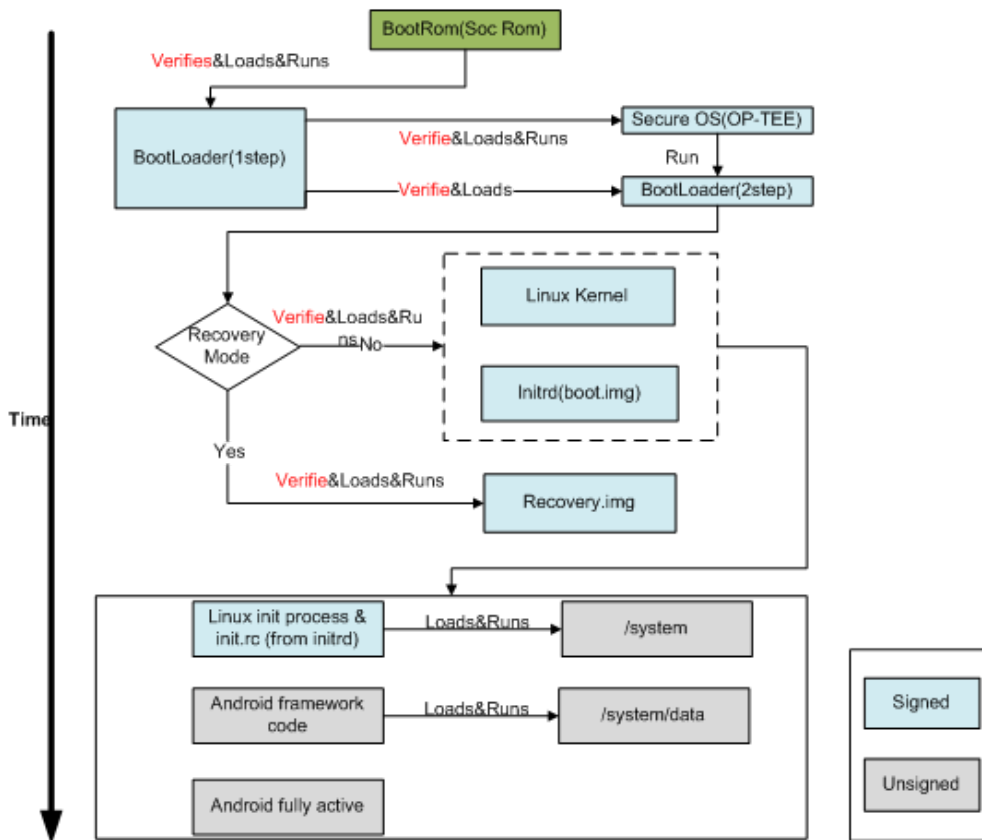 BootRom(Soc Rom)
Verifies&Loads&Runs
BootLoader(1step)
Secure OS(OP-TEE)
Verifie&Loads&Runs
Run
Verifie&Loads
BootLoader(2step)
Recovery
Mode
Verifie&Loads&Ru
nsNo
Linux Kernel
Initrd(boot.img)
Time
Yes
Verifie&Loads&Runs
Recovery.img
Linux init process &
init.rc (from initrd)
Loads&Runs
/system
Android framework
code
Loads&Runs
/system/data
Android fully active
Signed
Unsigned